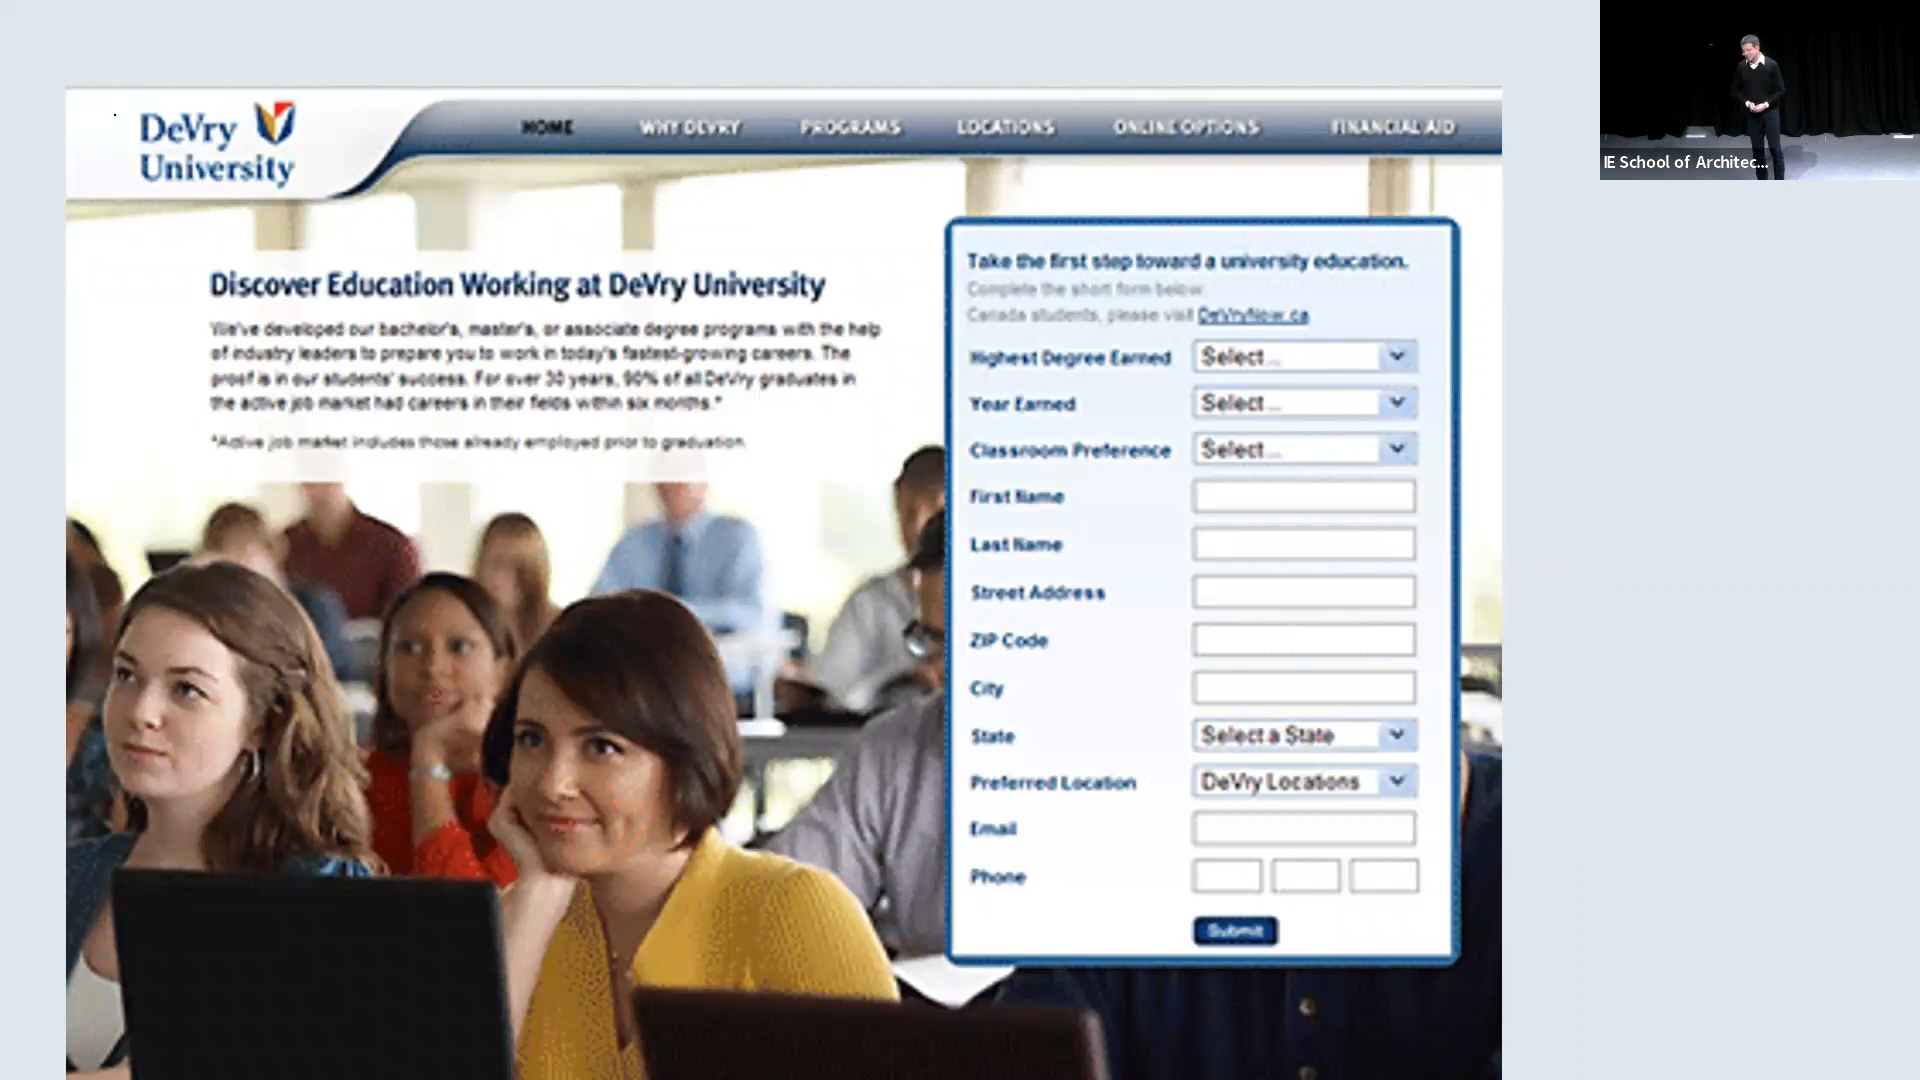 DeVry
University
HOME WHY DEVRY PROGRAMS LOCATIONS ONLINE OPTIONS FINANCIAL AID
IE School of Architec...
Discover Education Working at DeVry University
We've developed our bachelor's, master's, or associate degree programs with the help
of industry leaders to prepare you to work in today's fastest-growing careers. The
proof is in our students' success. For over 30 years, 90% of all DeVry graduates in
the active job market had careers in their fields within six months.*
*Active job market includes those already employed prior to graduation.
Take the first step toward a university education.
Complete the short form below.
Canada students, please visit DeVryNow.ca
Highest Degree Earned Select...
Year Earned Select...
Classroom Preference Select...
First Name
Last Name
Street Address
ZIP Code
City
State Select a State
Preferred Location DeVry Locations
Email
Phone
Submit